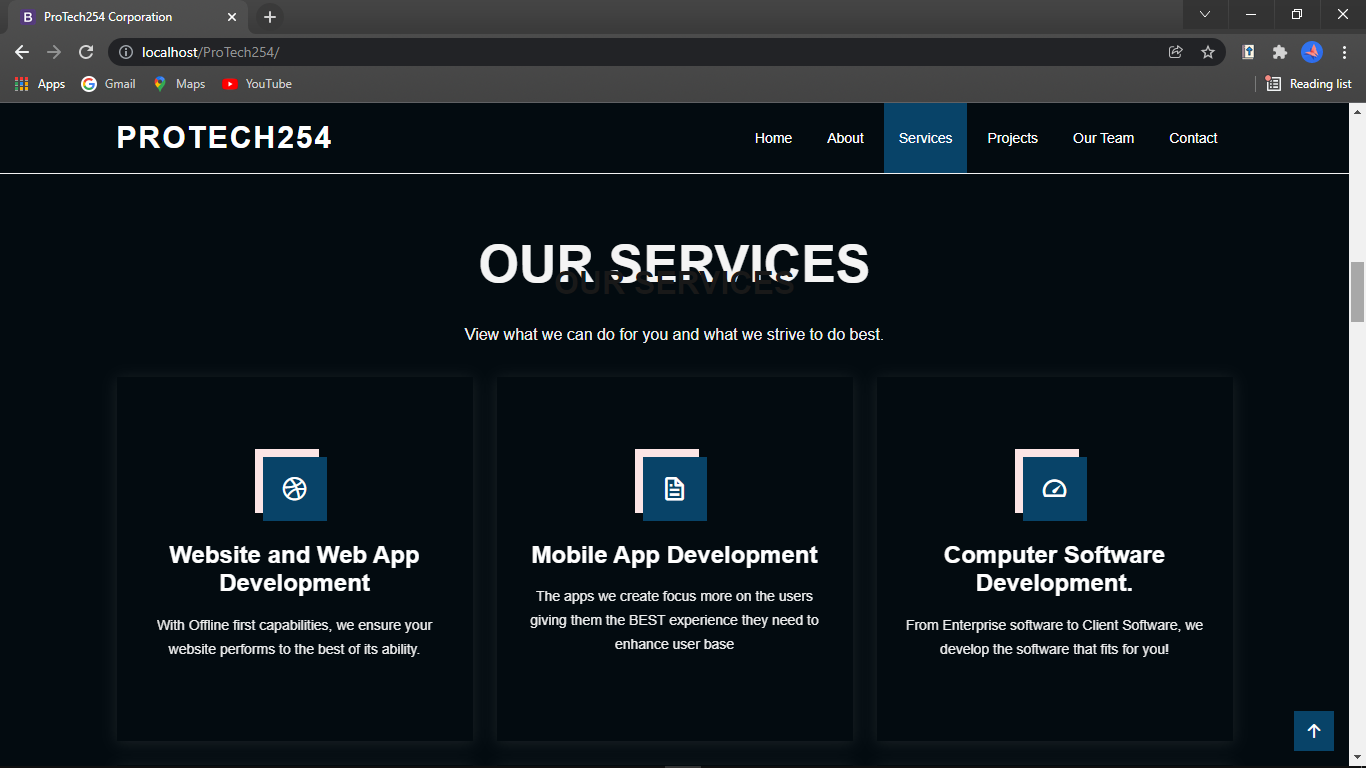 B ProTech254 Corporation
localhost/ProTech254/
Apps Gmail Maps YouTube Reading list
PROTECH254
Home About Services Projects Our Team Contact
OUR SERVICES
OUR SERVICES
View what we can do for you and what we strive to do best.
Website and Web App
Development
With Offline first capabilities, we ensure your
website performs to the best of its ability.
Mobile App Development
The apps we create focus more on the users
giving them the BEST experience they need to
enhance user base
Computer Software
Development.
From Enterprise software to Client Software, we
develop the software that fits for you!